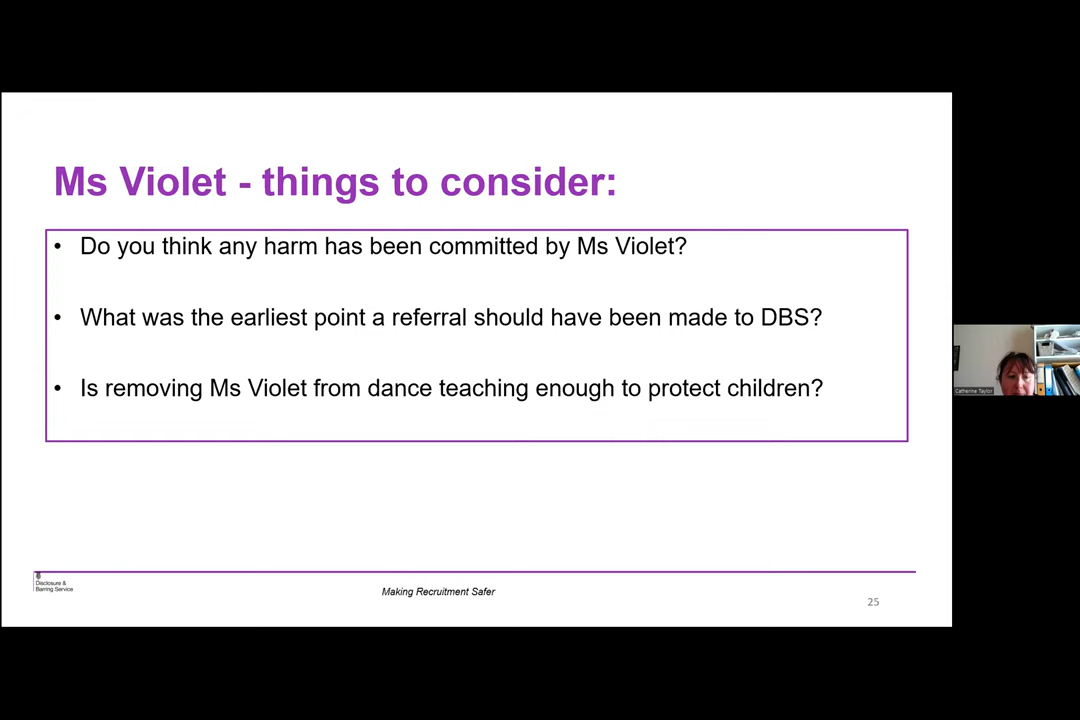 Ms Violet - things to consider:
• Do you think any harm has been committed by Ms Violet?
• What was the earliest point a referral should have been made to DBS?
• Is removing Ms Violet from dance teaching enough to protect children?
Catherine Taylor
Disclosure &
Barring Service
Making Recruitment Safer
25